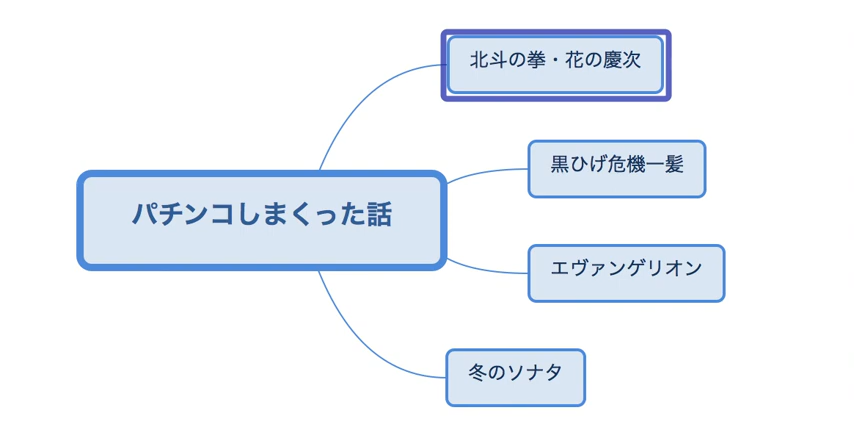 北斗の拳・花の慶次
黒ひげ危機一髪
パチンコしまくった話
エヴァンゲリオン
冬のソナタ